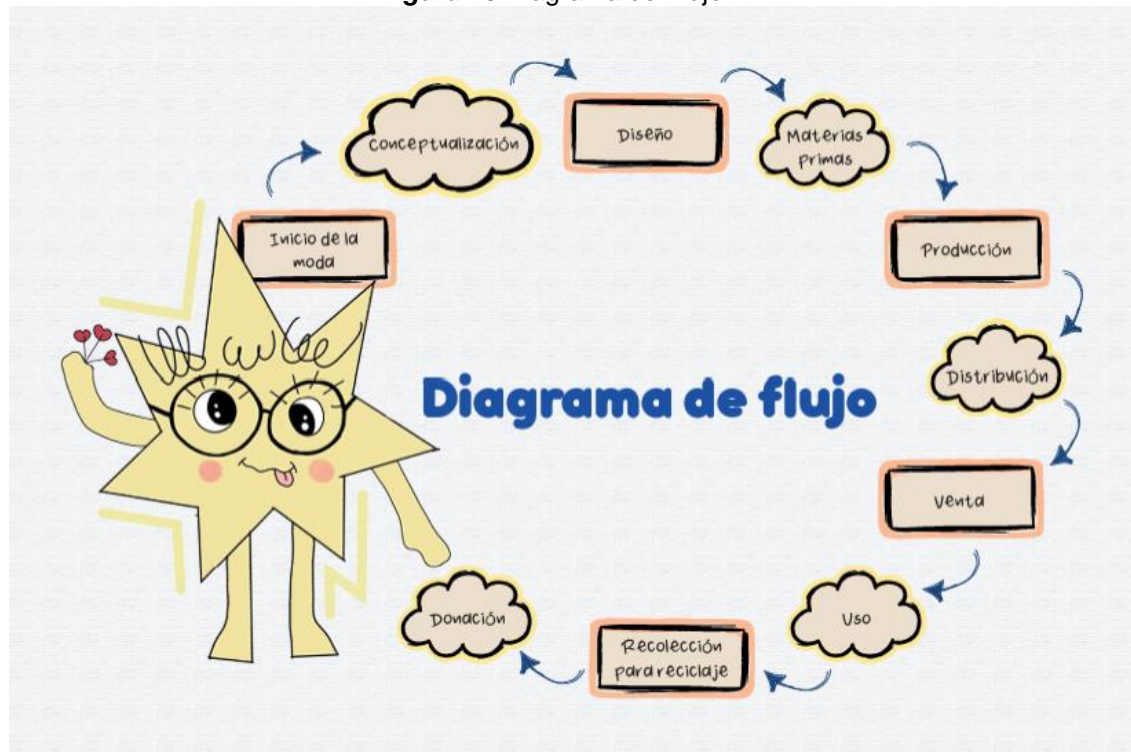 Conceptualización
Diseño
Materias
primas
Inicio de la
moda
Producción
Diagrama de flujo
Distribución
Venta
Uso
Recolección
para reciclaje
Donación